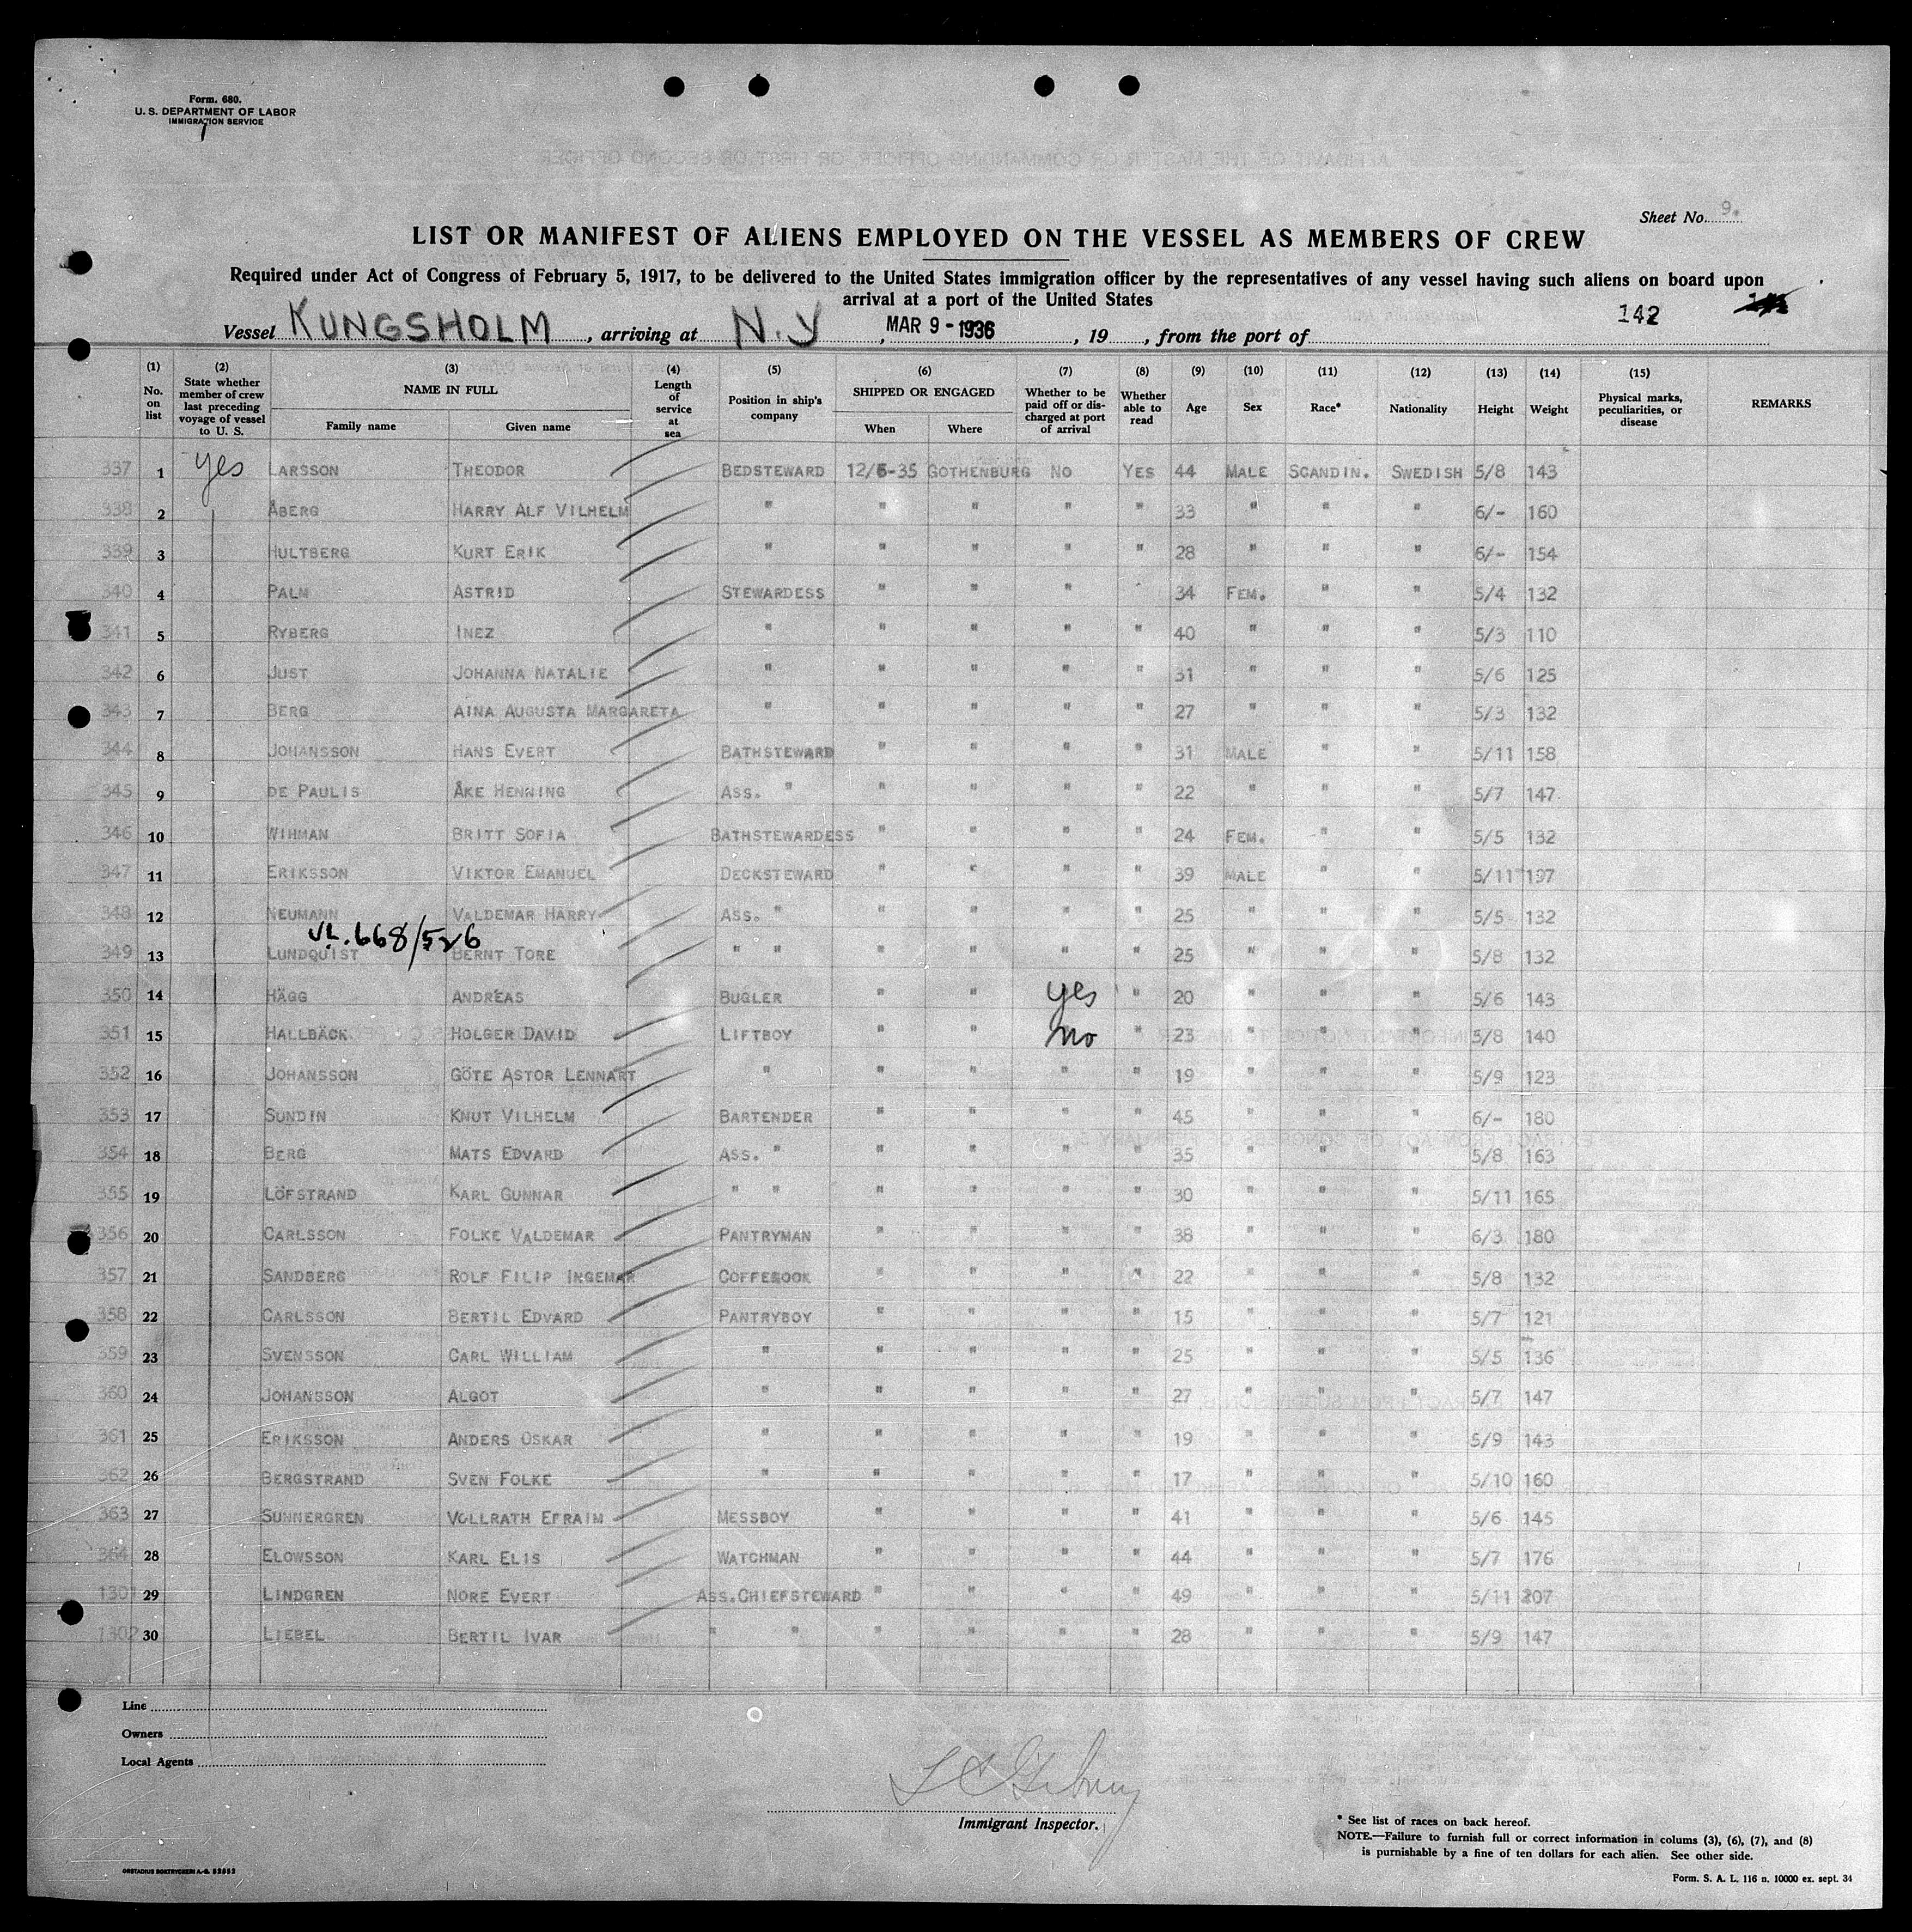 Form. 680.
U. S. DEPARTMENT OF LABOR
IMMIGRATION SERVICE
Sheet No. 9.
LIST OR MANIFEST OF ALIENS EMPLOYED ON THE VESSEL AS MEMBERS OF CREW
Required under Act of Congress of February 5, 1917, to be delivered to the United States immigration officer by the representatives of any vessel having such aliens on board upon
arrival at a port of the United States
142
Vessel KUNGSHOLM, arriving at N.Y, MAR 9 - 1936, 19, from the port of
(1) No. on list (2) State whether member of crew last preceding voyage of vessel to U. S. (3) NAME IN FULL Family name Given name (4) Length of service at sea (5) Position in ship's company (6) SHIPPED OR ENGAGED When Where (7) Whether to be paid off or discharged at port of arrival (8) Whether able to read (9) Age (10) Sex (11) Race* (12) Nationality (13) Height (14) Weight (15) Physical marks, peculiarities, or disease REMARKS
337 1 yes LARSSON THEODOR BEDSTEWARD 12/6-35 GOTHENBURG NO YES 44 MALE SCANDIN. SWEDISH 5/8 143
338 2 ÅBERG HARRY ALF VILHELM " " " " " 33 " " " 6/- 160
339 3 HULTBERG KURT ERIK " " " " " 28 " " " 6/- 154
340 4 PALM ASTRID STEWARDESS " " " 34 FEM. " " 5/4 132
341 5 RYBERG INEZ " " " " " 40 " " " 5/3 110
342 6 JUST JOHANNA NATALIE " " " " " 31 " " " 5/6 125
343 7 BERG AINA AUGUSTA MARGARETA " " " " " 27 " " " 5/3 132
344 8 JOHANSSON HANS EVERT BATHSTEWARD " " " " 31 MALE " " 5/11 158
345 9 DE PAULIS ÅKE HENNING ASS. " " " " " 22 " " " 5/7 147
346 10 WIHMAN BRITT SOFIA BATHSTEWARDESS " " " " 24 FEM. " " 5/5 132
347 11 ERIKSSON VIKTOR EMANUEL DECKSTEWARD " " " " 39 MALE " " 5/11 197
348 12 NEUMANN VALDEMAR HARRY ASS. " " " " " 25 " " " 5/5 132
VL. 668/526
349 13 LUNDQUIST BERNT TORE " " " " " " 25 " " " 5/8 132
350 14 HÄGG ANDREAS BUGLER " " yes " 20 " " " 5/6 143
351 15 HALLBÄCK HOLGER DAVID LIFTBOY " " no " 23 " " " 5/8 140
352 16 JOHANSSON GÖTE ASTOR LENNART " " " " " 19 " " " 5/9 123
353 17 SUNDIN KNUT VILHELM BARTENDER " " " " 45 " " " 6/- 180
354 18 BERG MATS EDVARD ASS. " " " " " 35 " " " 5/8 163
355 19 LÖFSTRAND KARL GUNNAR " " " " " " 30 " " " 5/11 165
356 20 CARLSSON FOLKE VALDEMAR PANTRYMAN " " " " 38 " " " 6/3 180
357 21 SANDBERG ROLF FILIP INGEMAR COFFECOOK " " " " 22 " " " 5/8 132
358 22 CARLSSON BERTIL EDVARD PANTRYBOY " " " " 15 " " " 5/7 121
359 23 SVENSSON CARL WILLIAM " " " " " 25 " " " 5/5 136
360 24 JOHANSSON ALGOT " " " " " 27 " " " 5/7 147
361 25 ERIKSSON ANDERS OSKAR " " " " " 19 " " " 5/9 143
362 26 BERGSTRAND SVEN FOLKE " " " " " 17 " " " 5/10 160
363 27 SUNNERGREN VOLLRATH EFRAIM MESSBOY " " " " 41 " " " 5/6 145
364 28 ELOWSSON KARL ELIS WATCHMAN " " " " 44 " " " 5/7 176
1301 29 LINDGREN NORE EVERT ASS.CHIEFSTEWARD " " " " 49 " " " 5/11 207
1302 30 LIEBEL BERTIL IVAR " " " " " " 28 " " " 5/9 147
Line
Owners
Local Agents
Immigrant Inspector.
* See list of races on back hereof.
NOTE.—Failure to furnish full or correct information in colums (3), (6), (7), and (8)
is purnishable by a fine of ten dollars for each alien. See other side.
ORSTADIUS BOKTRYCKERI A.-B. 53552
Form. S. A. L. 116 n. 10000 ex. sept. 34